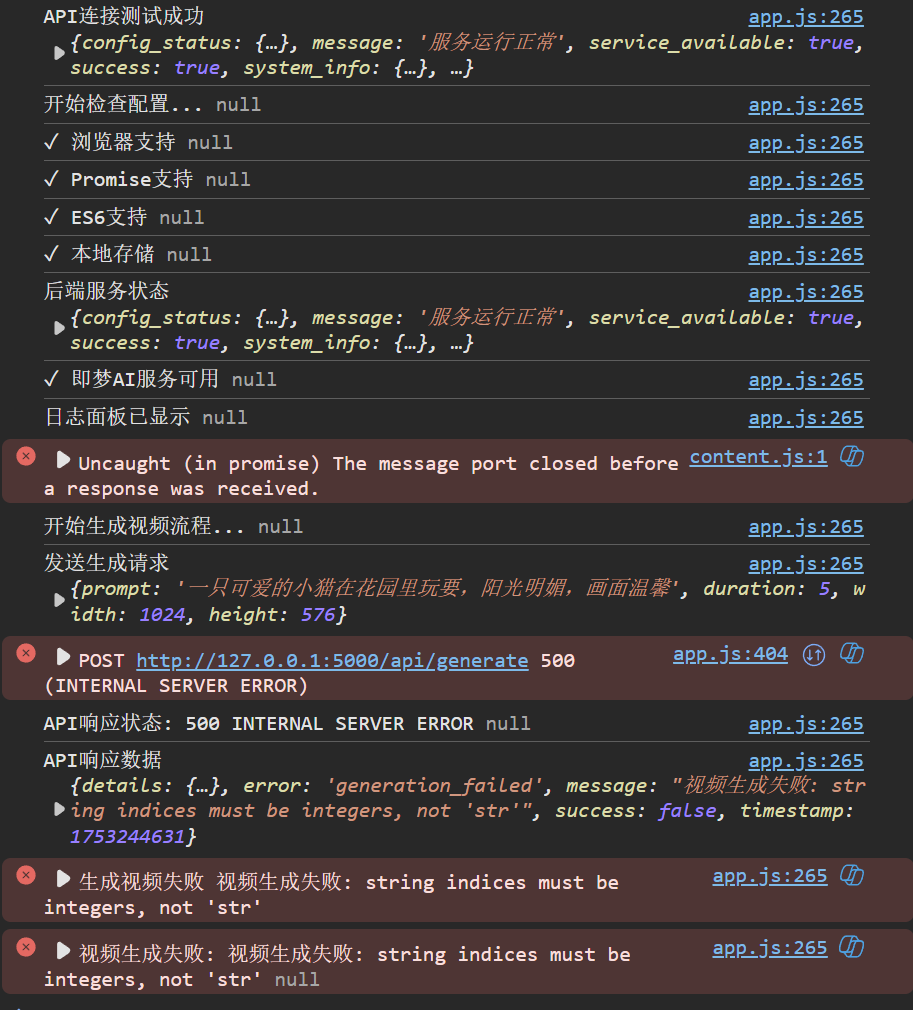 API连接测试成功 app.js:265
{config_status: {…}, message: '服务运行正常', service_available: true,
success: true, system_info: {…}, …}
开始检查配置... null app.js:265
✓ 浏览器支持 null app.js:265
✓ Promise支持 null app.js:265
✓ ES6支持 null app.js:265
✓ 本地存储 null app.js:265
后端服务状态 app.js:265
{config_status: {…}, message: '服务运行正常', service_available: true,
success: true, system_info: {…}, …}
✓ 即梦AI服务可用 null app.js:265
日志面板已显示 null app.js:265
Uncaught (in promise) The message port closed before content.js:1
a response was received.
开始生成视频流程... null app.js:265
发送生成请求 app.js:265
{prompt: '一只可爱的小猫在花园里玩耍，阳光明媚，画面温馨', duration: 5, w
idth: 1024, height: 576}
POST http://127.0.0.1:5000/api/generate 500 app.js:404
(INTERNAL SERVER ERROR)
API响应状态: 500 INTERNAL SERVER ERROR null app.js:265
API响应数据 app.js:265
{details: {…}, error: 'generation_failed', message: "视频生成失败: str
ing indices must be integers, not 'str'", success: false, timestamp:
1753244631}
生成视频失败 视频生成失败: string indices must be app.js:265
integers, not 'str'
视频生成失败: 视频生成失败: string indices must be app.js:265
integers, not 'str' null